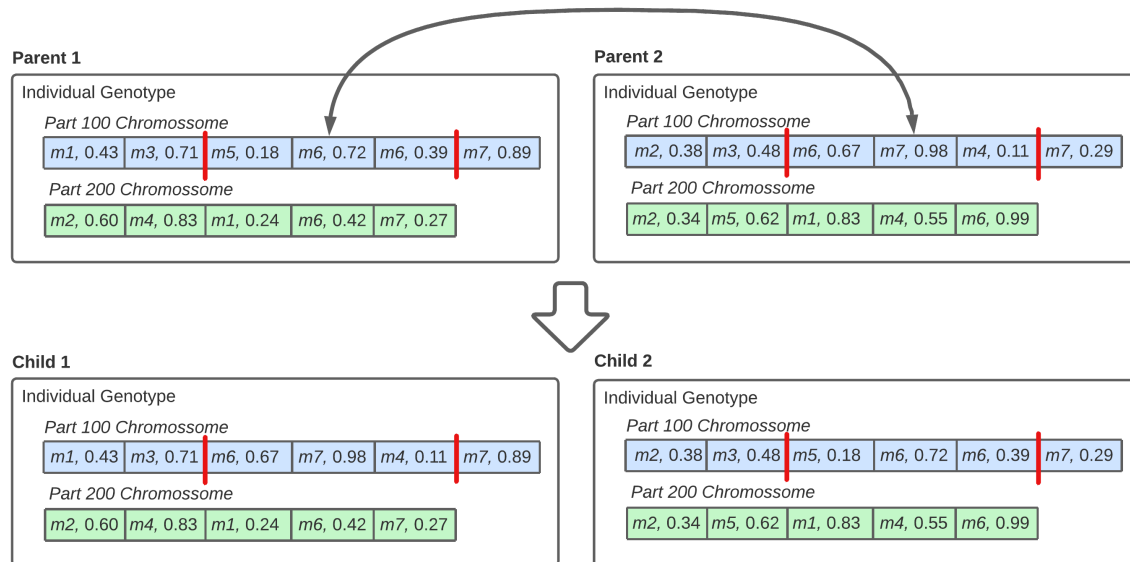 Parent 1
Individual Genotype
Part 100 Chromossome
m1, 0.43 m3, 0.71 m5, 0.18 m6, 0.72 m6, 0.39 m7, 0.89
Part 200 Chromossome
m2, 0.60 m4, 0.83 m1, 0.24 m6, 0.42 m7, 0.27
Parent 2
Individual Genotype
Part 100 Chromossome
m2, 0.38 m3, 0.48 m6, 0.67 m7, 0.98 m4, 0.11 m7, 0.29
Part 200 Chromossome
m2, 0.34 m5, 0.62 m1, 0.83 m4, 0.55 m6, 0.99
Child 1
Individual Genotype
Part 100 Chromossome
m1, 0.43 m3, 0.71 m6, 0.67 m7, 0.98 m4, 0.11 m7, 0.89
Part 200 Chromossome
m2, 0.60 m4, 0.83 m1, 0.24 m6, 0.42 m7, 0.27
Child 2
Individual Genotype
Part 100 Chromossome
m2, 0.38 m3, 0.48 m5, 0.18 m6, 0.72 m6, 0.39 m7, 0.29
Part 200 Chromossome
m2, 0.34 m5, 0.62 m1, 0.83 m4, 0.55 m6, 0.99